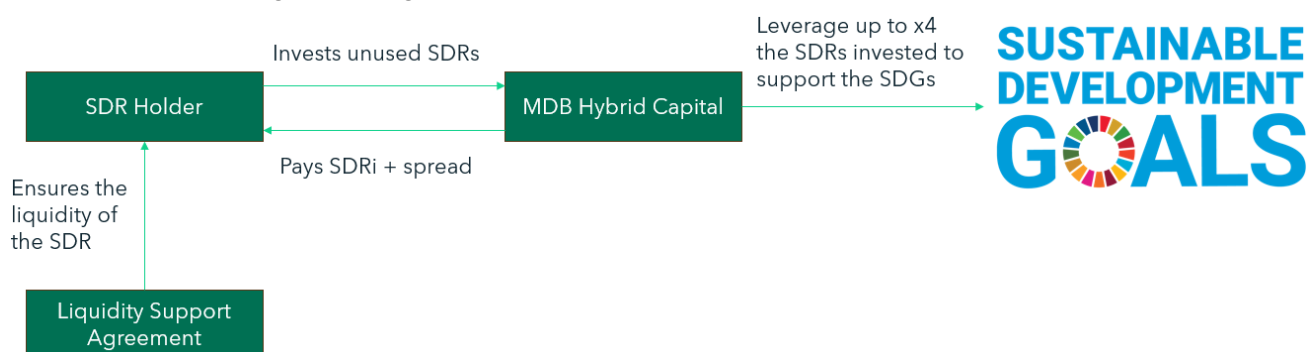 Invests unused SDRs
Leverage up to x4
the SDRs invested to
support the SDGs
SUSTAINABLE
DEVELOPMENT
GOALS
SDR Holder
MDB Hybrid Capital
Pays SDRi + spread
Ensures the
liquidity of
the SDR
Liquidity Support
Agreement